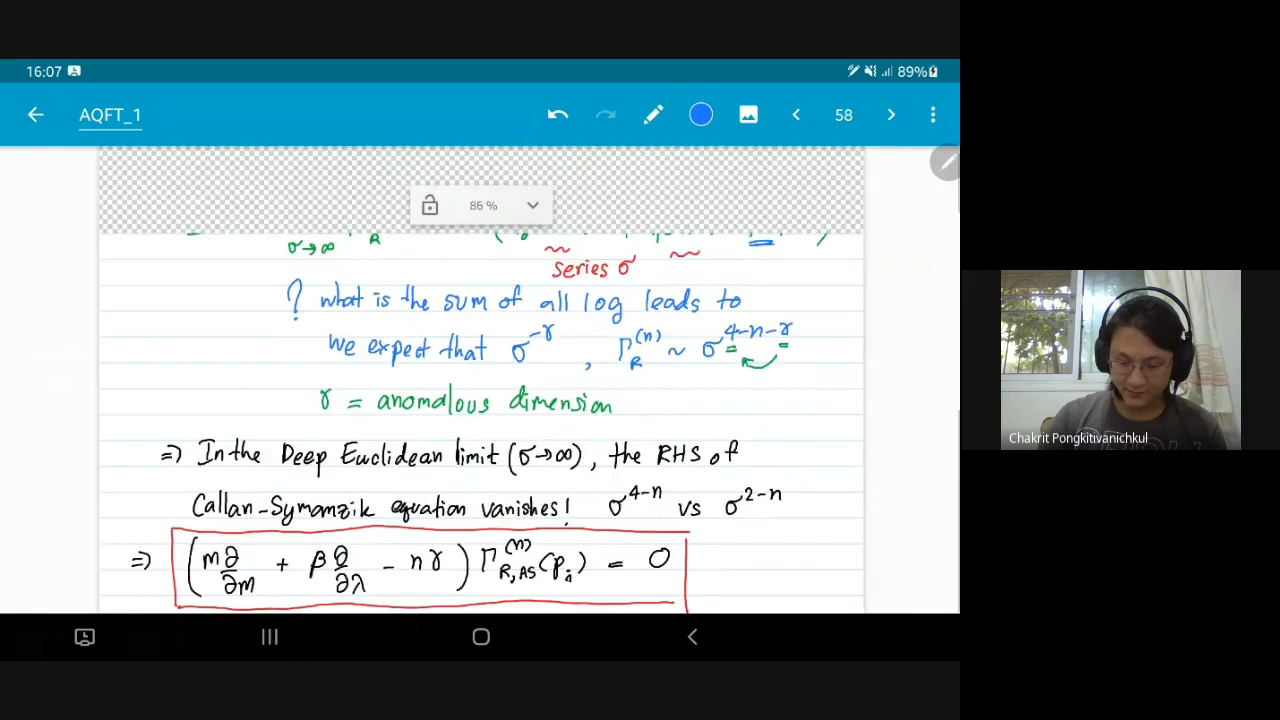 16:07 89%
AQFT_1 58
86 %
σ→∞ R
series σ
? what is the sum of all log leads to
we expect that σ^{-γ} , Γ_R^{(n)} ~ σ^{4-n-γ}
γ = anomalous dimension
⇒ In the Deep Euclidean limit (σ→∞), the RHS of
Callan-Symanzik equation vanishes! σ^{4-n} vs σ^{2-n}
⇒ (m∂/∂m + β∂/∂λ - nγ) Γ_{R,AS}^{(n)}(p_i) = 0
Chakrit Pongkitivanichkul